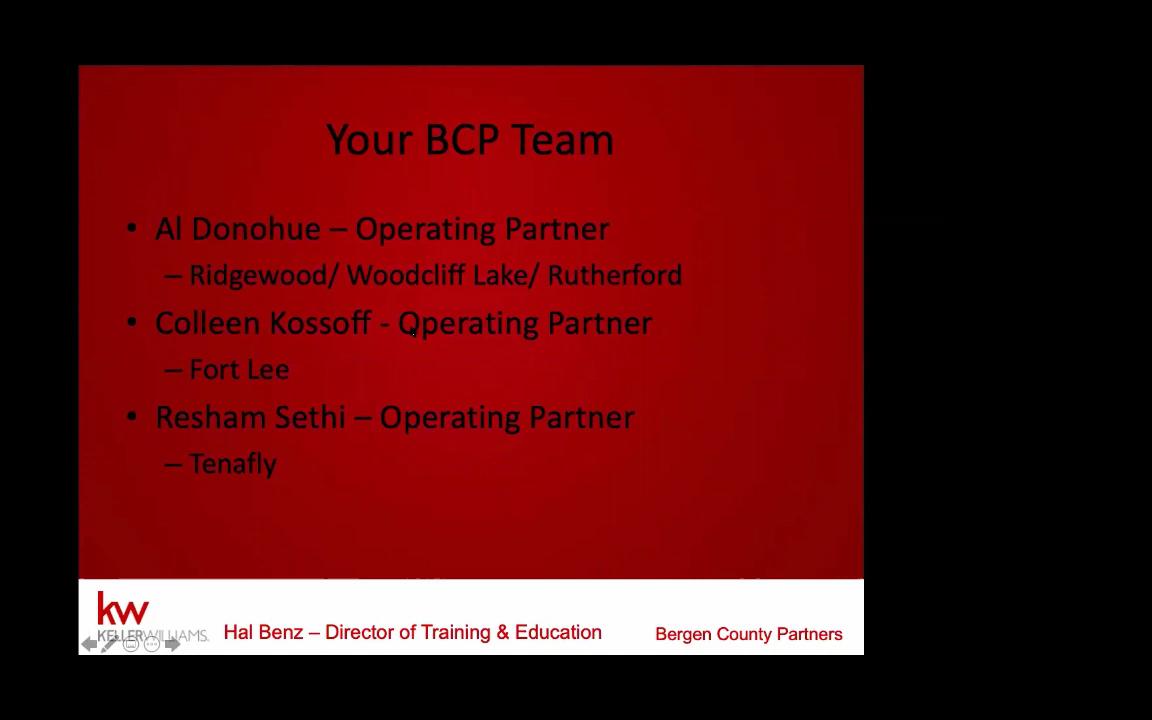 Your BCP Team
• Al Donohue – Operating Partner
– Ridgewood/ Woodcliff Lake/ Rutherford
• Colleen Kossoff - Operating Partner
– Fort Lee
• Resham Sethi – Operating Partner
– Tenafly
kw
KELLERWILLIAMS.
Hal Benz – Director of Training & Education
Bergen County Partners